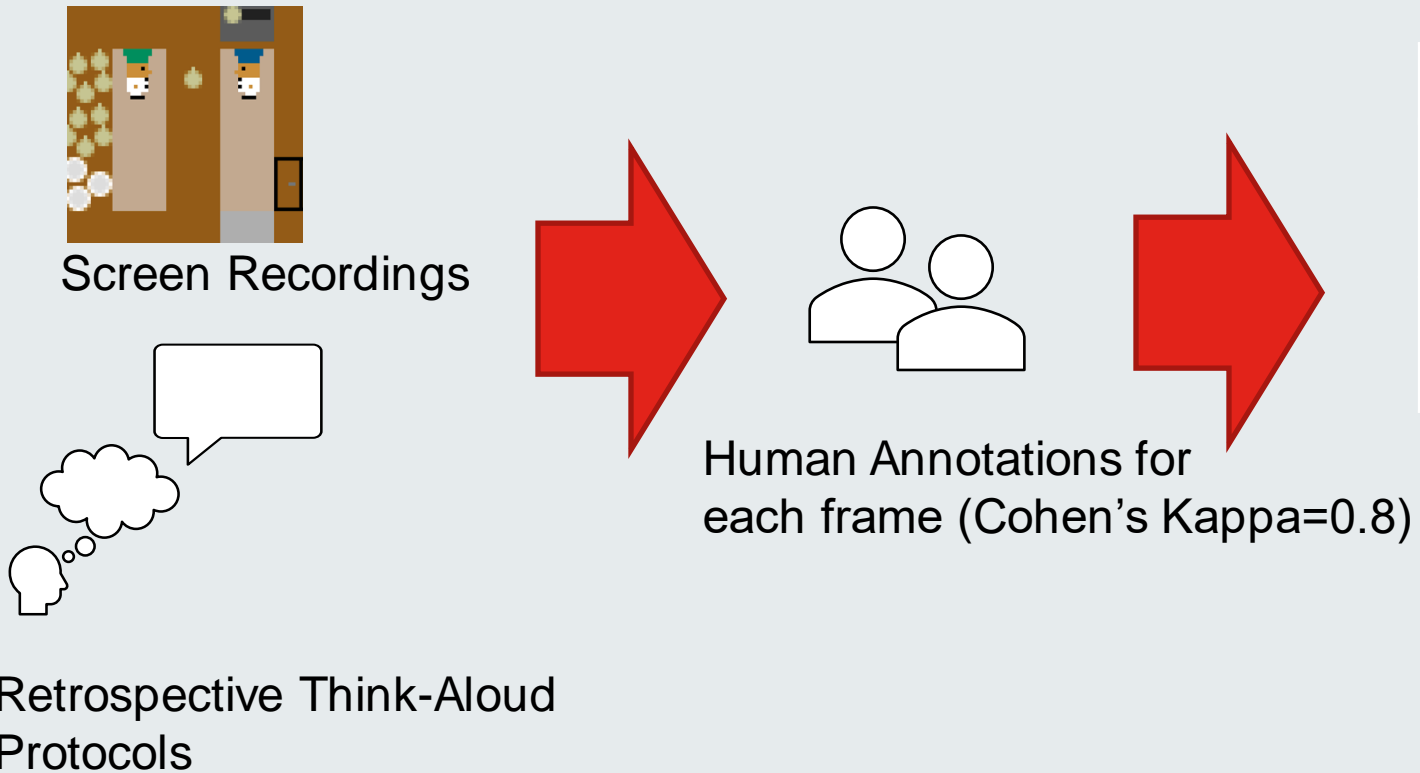 Screen Recordings
Human Annotations for
each frame (Cohen's Kappa=0.8)
Retrospective Think-Aloud
Protocols